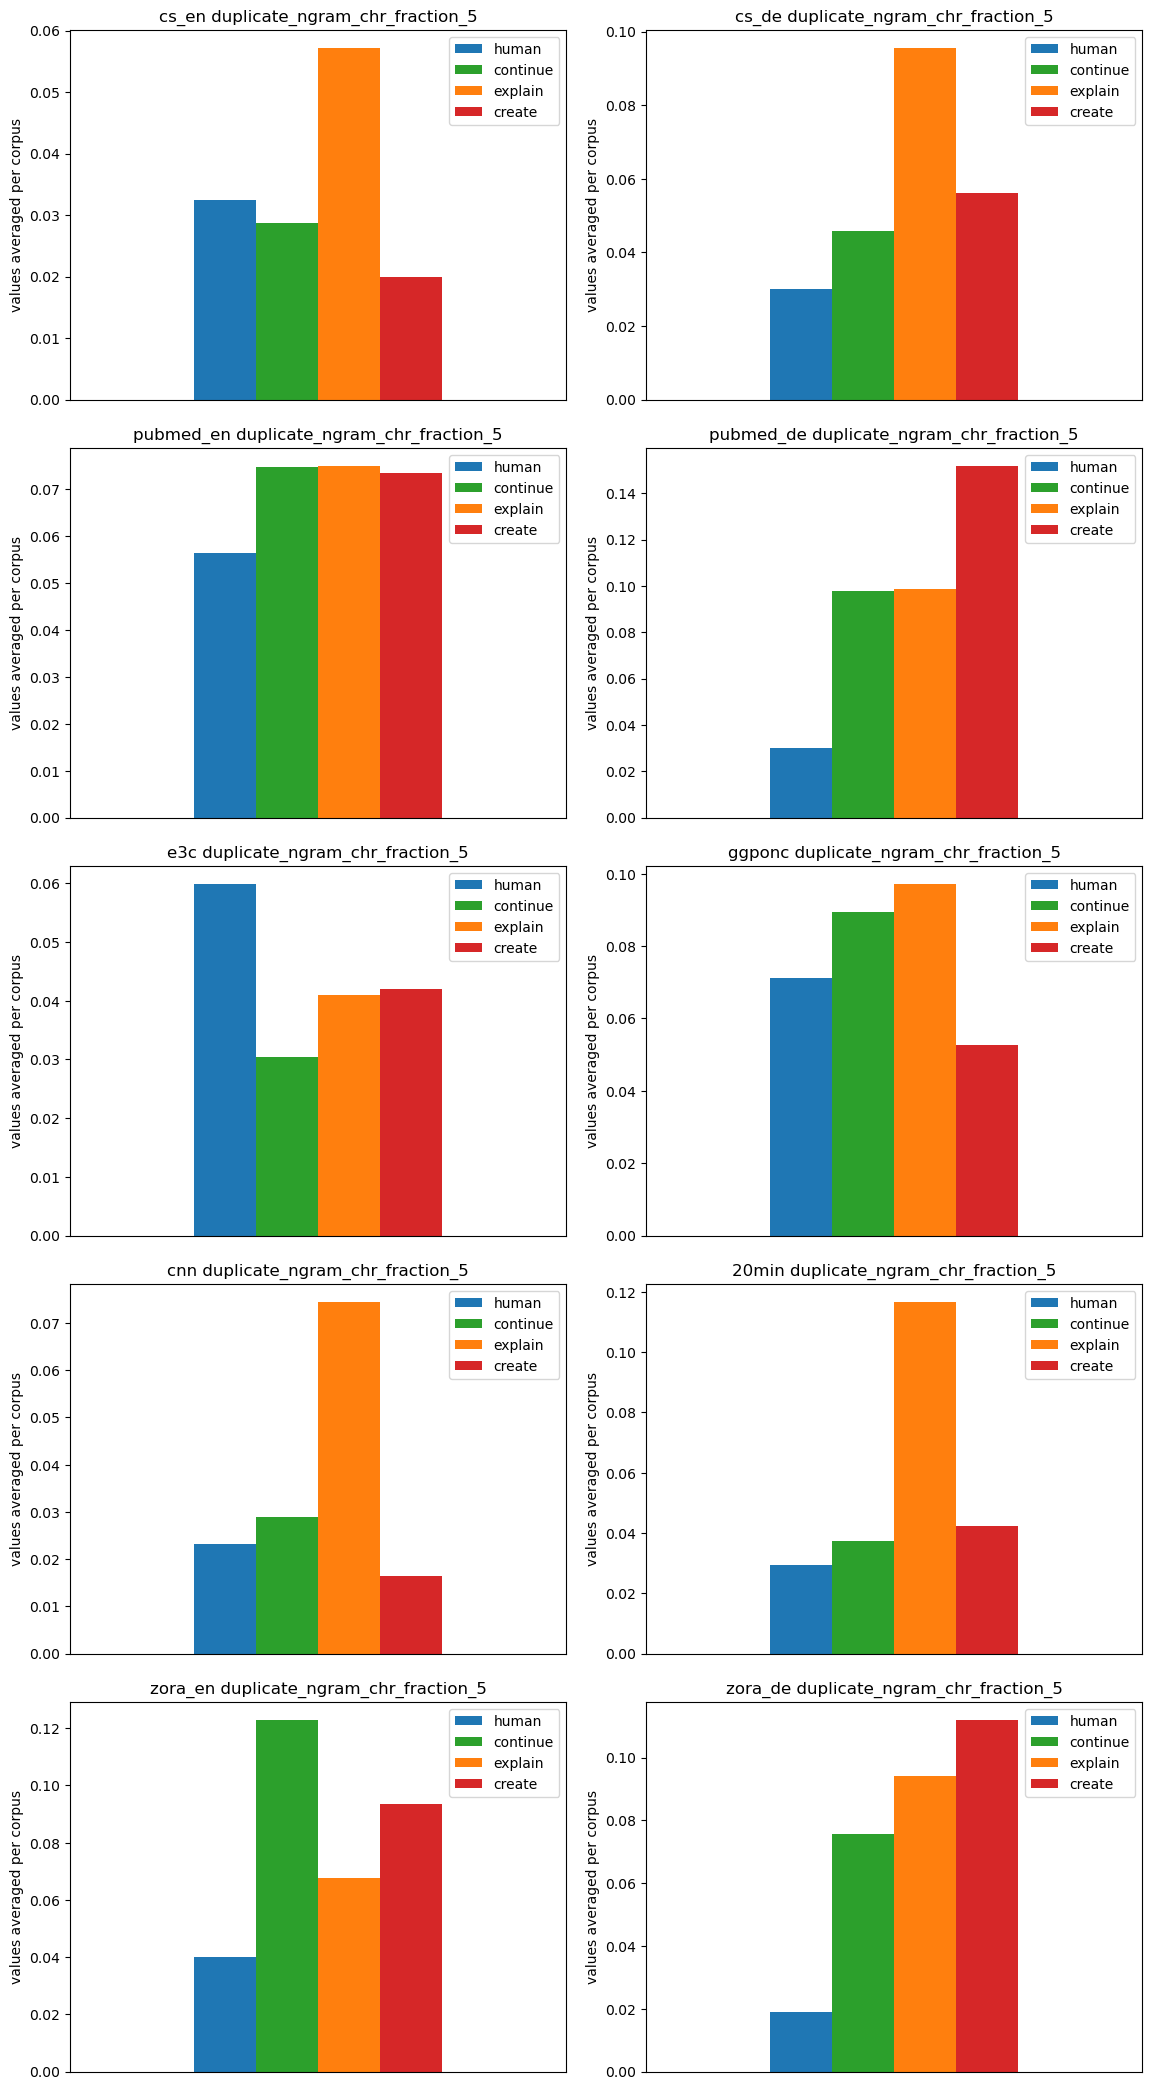 cs_en duplicate_ngram_chr_fraction_5
values averaged per corpus
0.06
0.05
0.04
0.03
0.02
0.01
0.00
human
continue
explain
create
cs_de duplicate_ngram_chr_fraction_5
values averaged per corpus
0.10
0.08
0.06
0.04
0.02
0.00
human
continue
explain
create
pubmed_en duplicate_ngram_chr_fraction_5
values averaged per corpus
0.07
0.06
0.05
0.04
0.03
0.02
0.01
0.00
human
continue
explain
create
pubmed_de duplicate_ngram_chr_fraction_5
values averaged per corpus
0.14
0.12
0.10
0.08
0.06
0.04
0.02
0.00
human
continue
explain
create
e3c duplicate_ngram_chr_fraction_5
values averaged per corpus
0.06
0.05
0.04
0.03
0.02
0.01
0.00
human
continue
explain
create
ggponc duplicate_ngram_chr_fraction_5
values averaged per corpus
0.10
0.08
0.06
0.04
0.02
0.00
human
continue
explain
create
cnn duplicate_ngram_chr_fraction_5
values averaged per corpus
0.07
0.06
0.05
0.04
0.03
0.02
0.01
0.00
human
continue
explain
create
20min duplicate_ngram_chr_fraction_5
values averaged per corpus
0.12
0.10
0.08
0.06
0.04
0.02
0.00
human
continue
explain
create
zora_en duplicate_ngram_chr_fraction_5
values averaged per corpus
0.12
0.10
0.08
0.06
0.04
0.02
0.00
human
continue
explain
create
zora_de duplicate_ngram_chr_fraction_5
values averaged per corpus
0.10
0.08
0.06
0.04
0.02
0.00
human
continue
explain
create